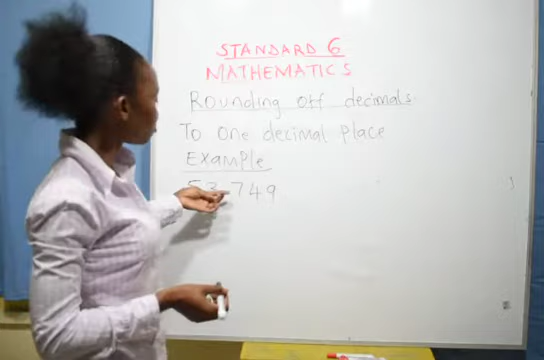 STANDARD 6
MATHEMATICS
Rounding off decimals
To One decimal place
Example
53.749